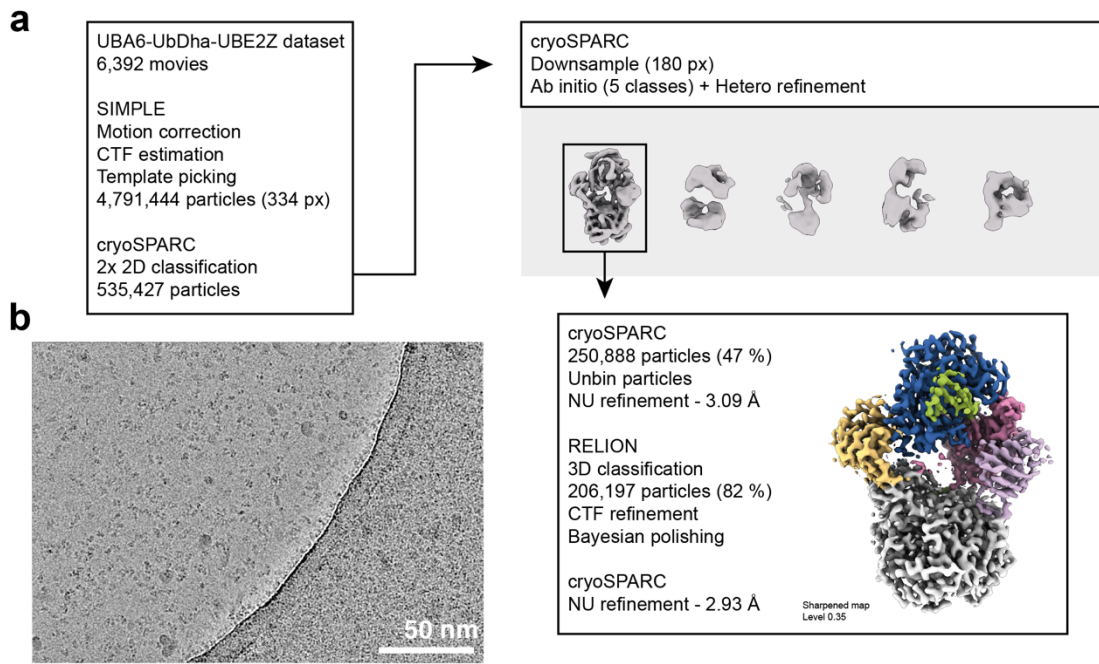 a
UBA6-UbDha-UBE2Z dataset
6,392 movies
SIMPLE
Motion correction
CTF estimation
Template picking
4,791,444 particles (334 px)
cryoSPARC
2x 2D classification
535,427 particles
cryoSPARC
Downsample (180 px)
Ab initio (5 classes) + Hetero refinement
cryoSPARC
250,888 particles (47 %)
Unbin particles
NU refinement - 3.09 Å
RELION
3D classification
206,197 particles (82 %)
CTF refinement
Bayesian polishing
cryoSPARC
NU refinement - 2.93 Å
Sharpened map
Level 0.35
b
50 nm